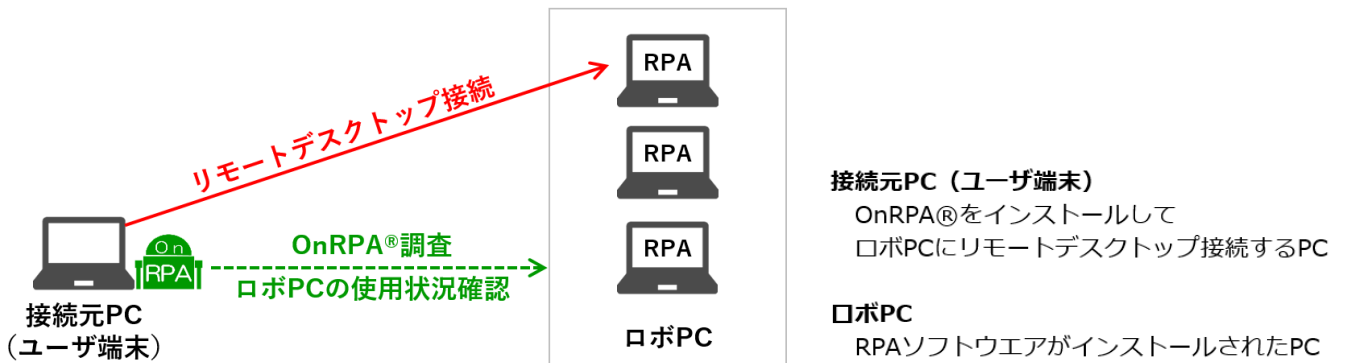 RPA
リモートデスクトップ接続
RPA
RPA
On
RPA
OnRPA®調査
ロボPCの使用状況確認
接続元PC
（ユーザ端末）
ロボPC
接続元PC（ユーザ端末）
OnRPA®をインストールして
ロボPCにリモートデスクトップ接続するPC
ロボPC
RPAソフトウエアがインストールされたPC